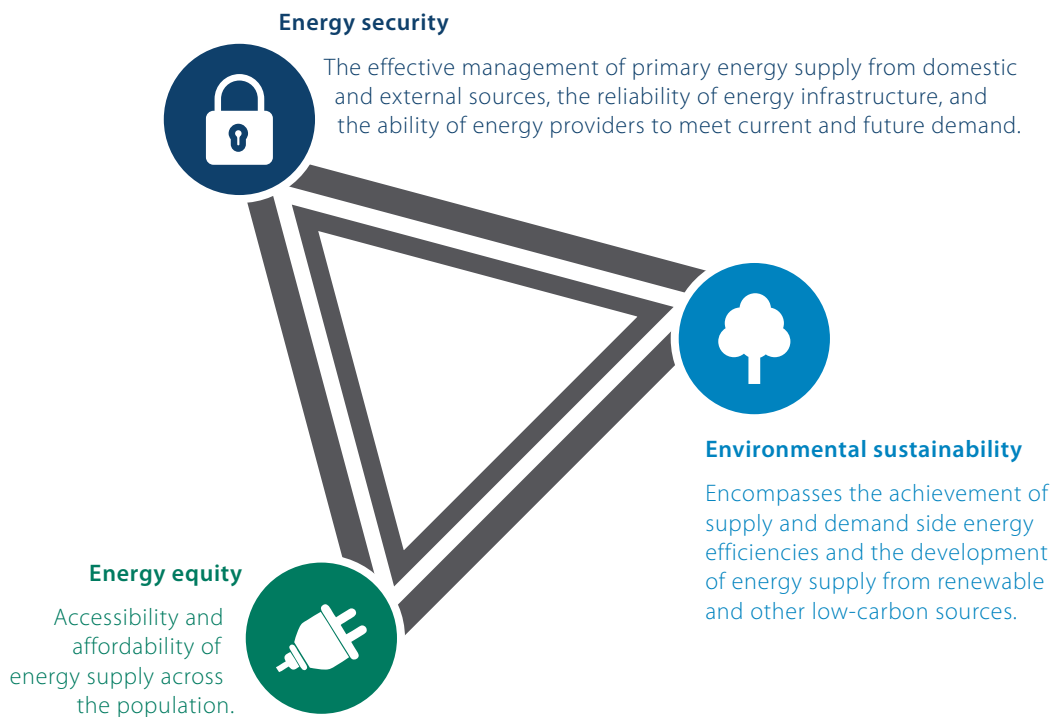 Energy security
The effective management of primary energy supply from domestic
and external sources, the reliability of energy infrastructure, and
the ability of energy providers to meet current and future demand.
Environmental sustainability
Encompasses the achievement of
supply and demand side energy
efficiencies and the development
of energy supply from renewable
and other low-carbon sources.
Energy equity
Accessibility and
affordability of
energy supply across
the population.